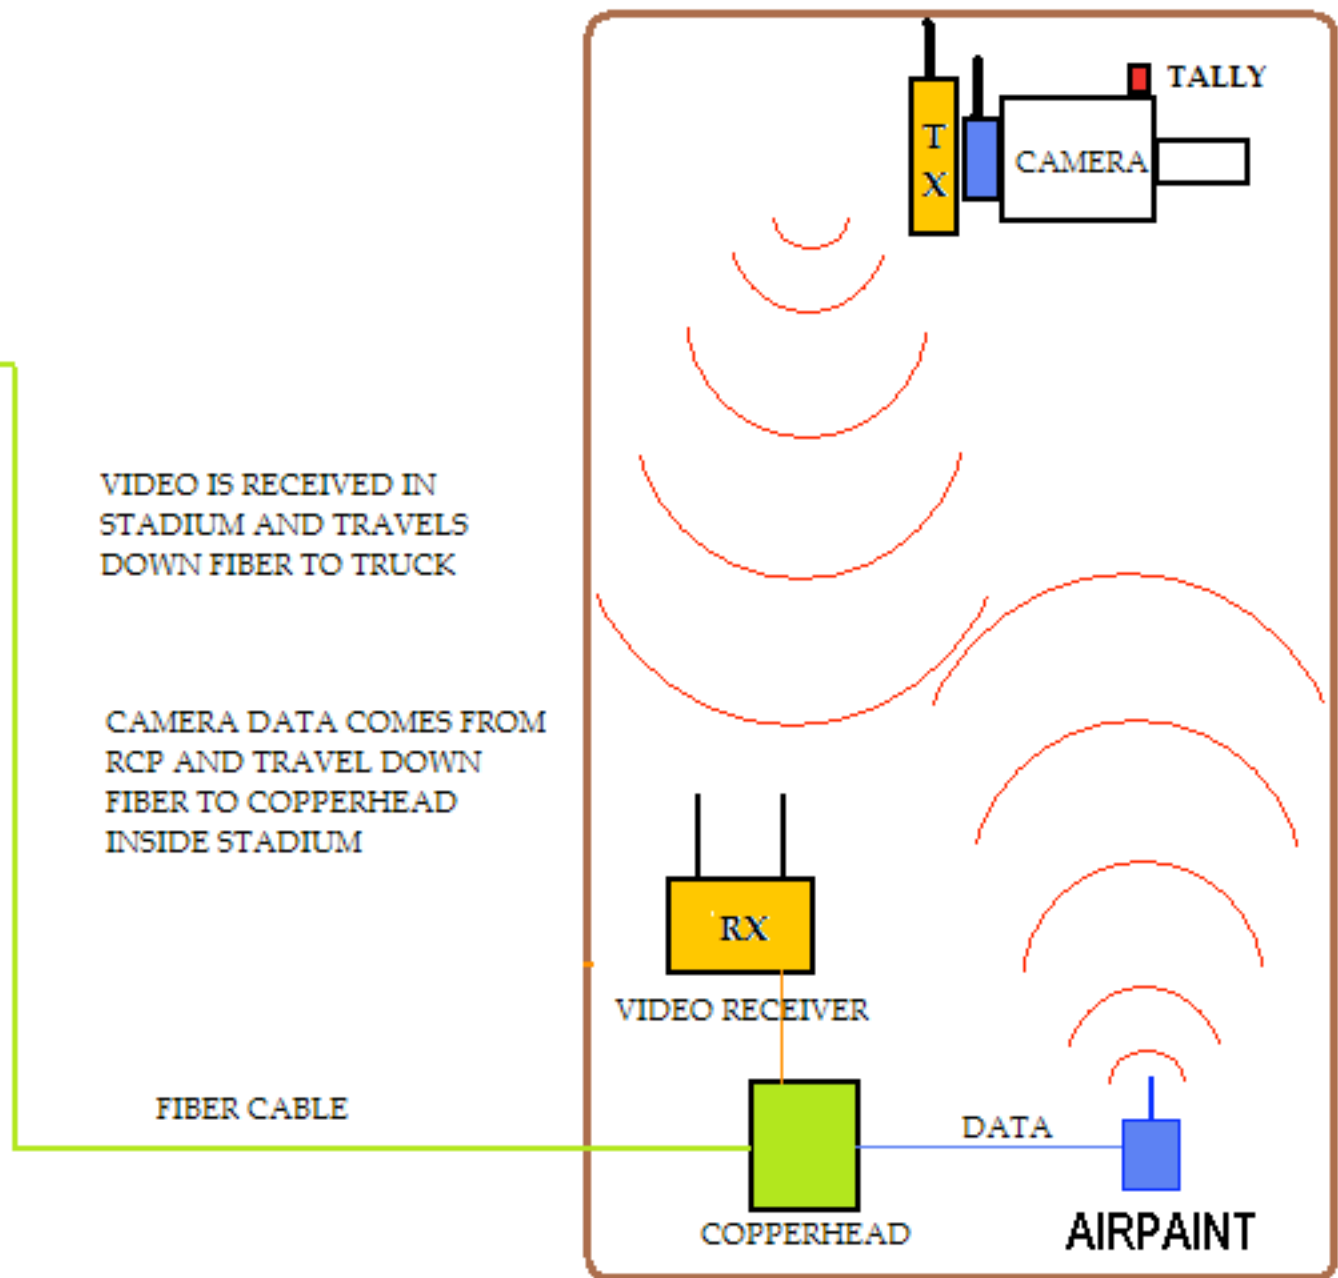 TALLY
T
X
CAMERA
VIDEO IS RECEIVED IN
STADIUM AND TRAVELS
DOWN FIBER TO TRUCK
CAMERA DATA COMES FROM
RCP AND TRAVEL DOWN
FIBER TO COPPERHEAD
INSIDE STADIUM
RX
VIDEO RECEIVER
FIBER CABLE
DATA
COPPERHEAD
AIRPAINT